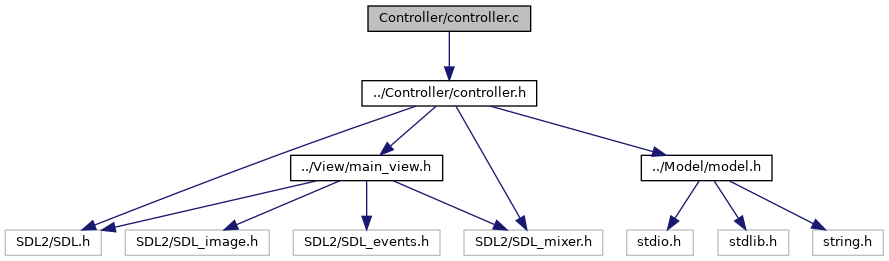 Controller/controller.c
../Controller/controller.h
../View/main_view.h
../Model/model.h
SDL2/SDL.h
SDL2/SDL_image.h
SDL2/SDL_events.h
SDL2/SDL_mixer.h
stdio.h
stdlib.h
string.h